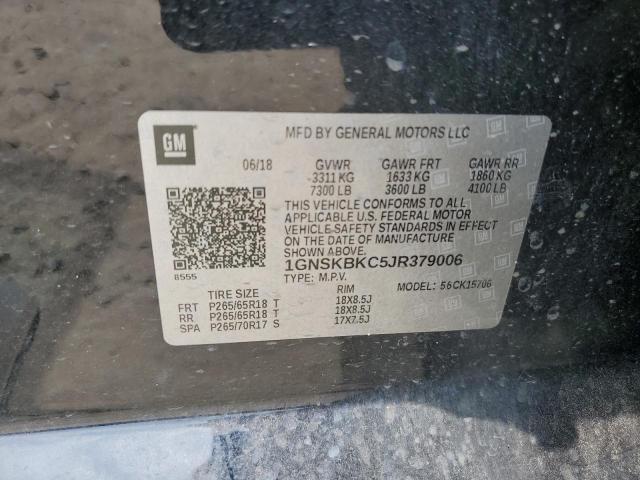 GM
MFD BY GENERAL MOTORS LLC
06/18 GVWR GAWR FRT GAWR RR
3311 KG 1633 KG 1860 KG
7300 LB 3600 LB 4100 LB
THIS VEHICLE CONFORMS TO ALL
APPLICABLE U.S. FEDERAL MOTOR
VEHICLE SAFETY STANDARDS IN EFFECT
ON THE DATE OF MANUFACTURE
SHOWN ABOVE.
8555
1GNSKBKC5JR379006
TYPE: M.P.V. MODEL: 56CK15706
TIRE SIZE RIM
FRT P265/65R18 T 18X8.5J
RR P265/65R18 T 18X8.5J
SPA P265/70R17 S 17X7.5J